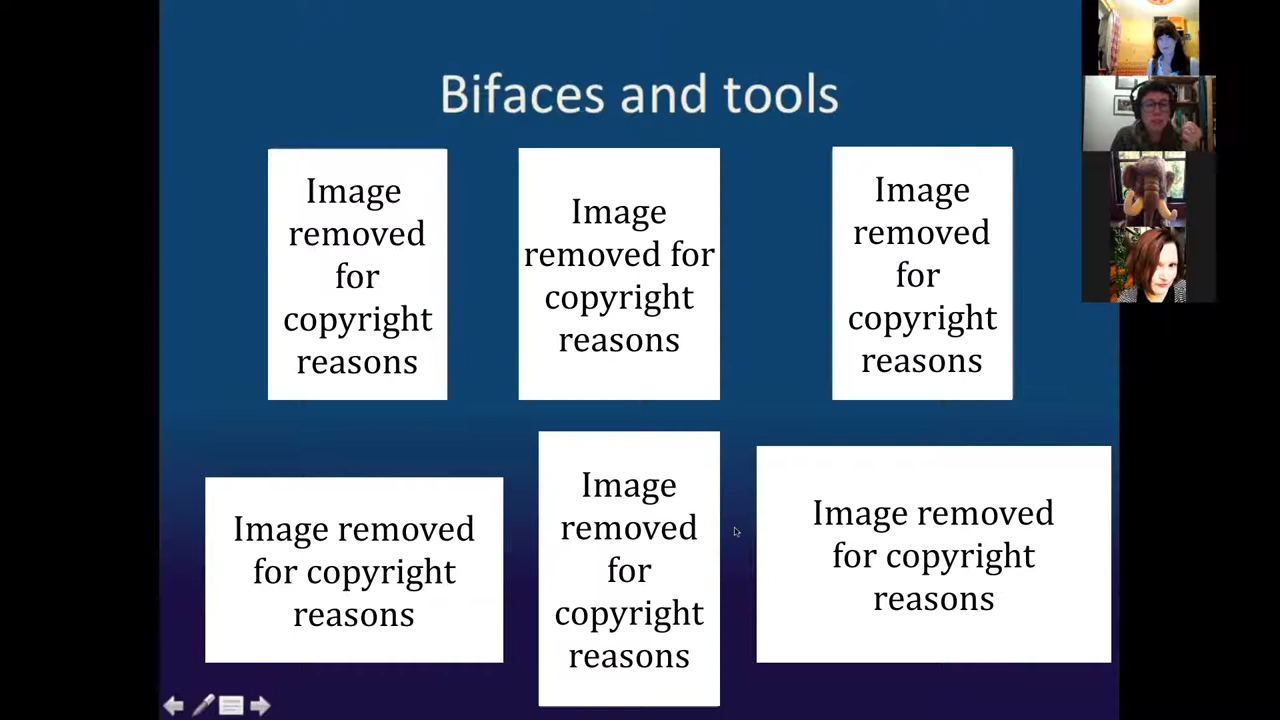 Bifaces and tools
Image
removed
for
copyright
reasons
Image
removed for
copyright
reasons
Image
removed
for
copyright
reasons
Image removed
for copyright
reasons
Image
removed
for
copyright
reasons
Image removed
for copyright
reasons